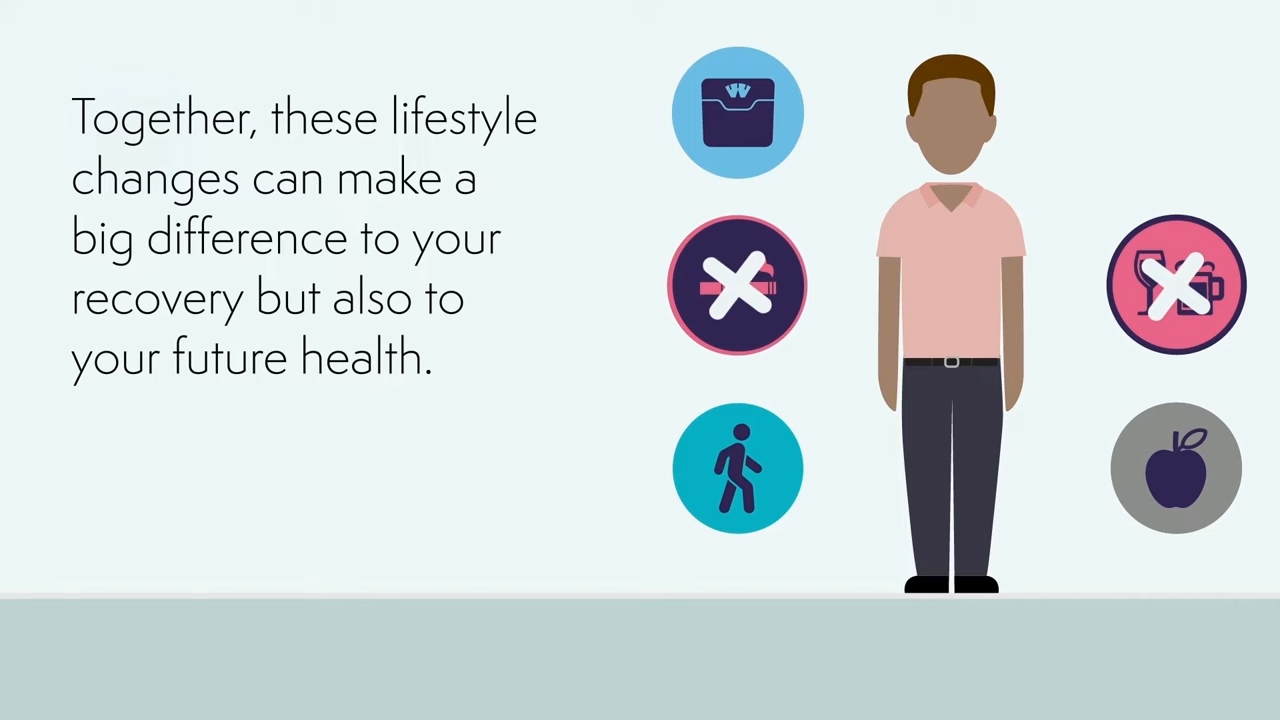 Together, these lifestyle
changes can make a
big difference to your
recovery but also to
your future health.